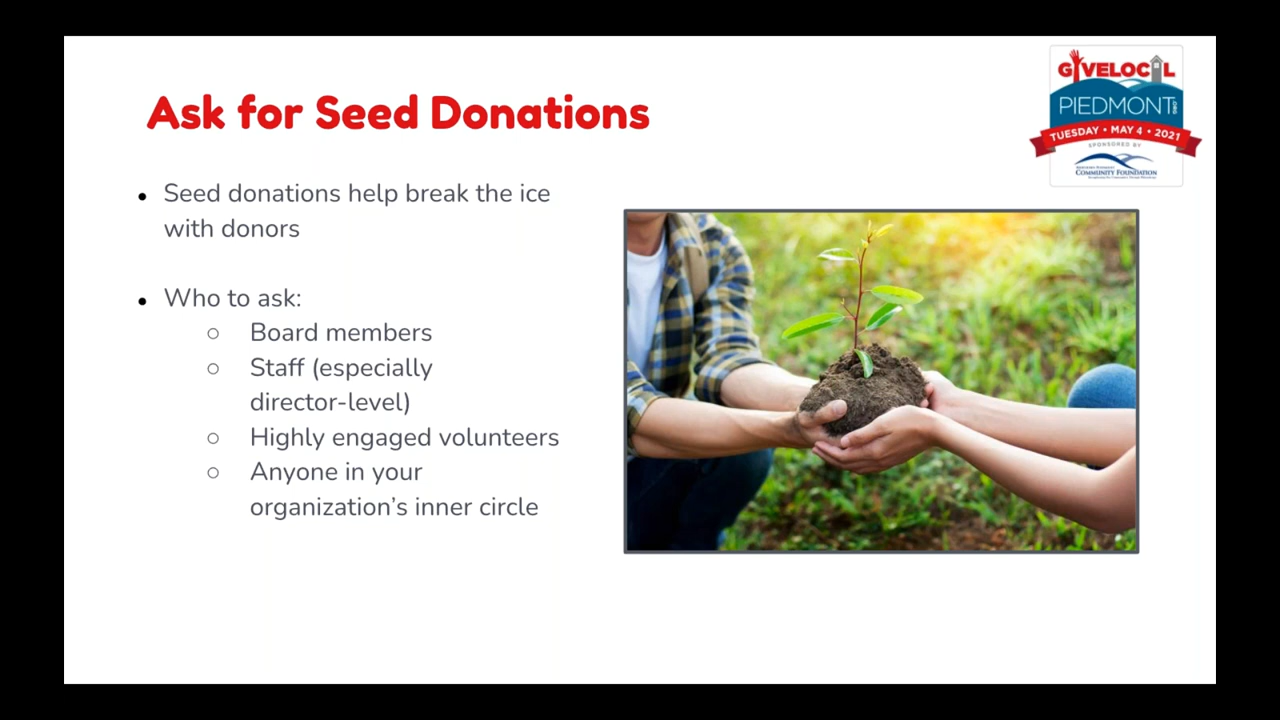 Ask for Seed Donations
GIVELOCAL
PIEDMONT.ORG
TUESDAY • MAY 4 • 2021
SPONSORED BY
COMMUNITY FOUNDATION
• Seed donations help break the ice
with donors
• Who to ask:
○ Board members
○ Staff (especially
director-level)
○ Highly engaged volunteers
○ Anyone in your
organization’s inner circle